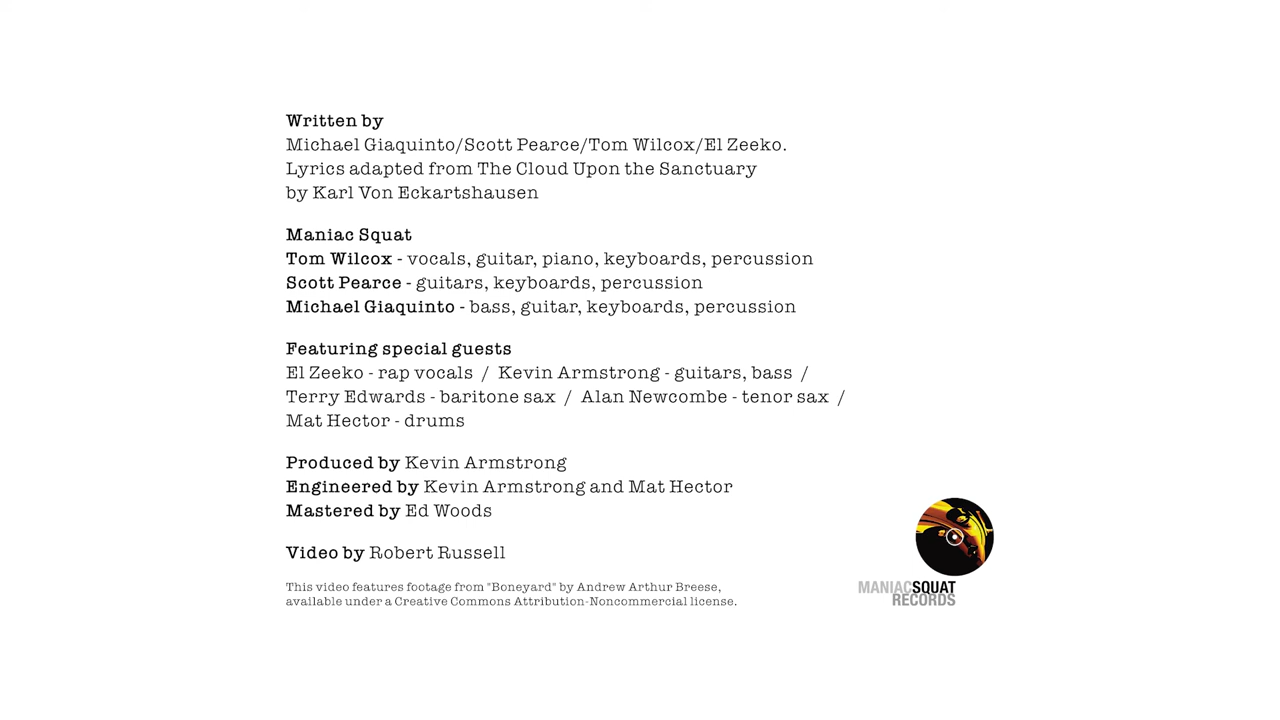 Written by
Michael Giaquinto/Scott Pearce/Tom Wilcox/El Zeeko.
Lyrics adapted from The Cloud Upon the Sanctuary
by Karl Von Eckartshausen
Maniac Squat
Tom Wilcox - vocals, guitar, piano, keyboards, percussion
Scott Pearce - guitars, keyboards, percussion
Michael Giaquinto - bass, guitar, keyboards, percussion
Featuring special guests
El Zeeko - rap vocals / Kevin Armstrong - guitars, bass /
Terry Edwards - baritone sax / Alan Newcombe - tenor sax /
Mat Hector - drums
Produced by Kevin Armstrong
Engineered by Kevin Armstrong and Mat Hector
Mastered by Ed Woods
Video by Robert Russell
This video features footage from "Boneyard" by Andrew Arthur Breese,
available under a Creative Commons Attribution-Noncommercial license.
MANIACSQUAT
RECORDS